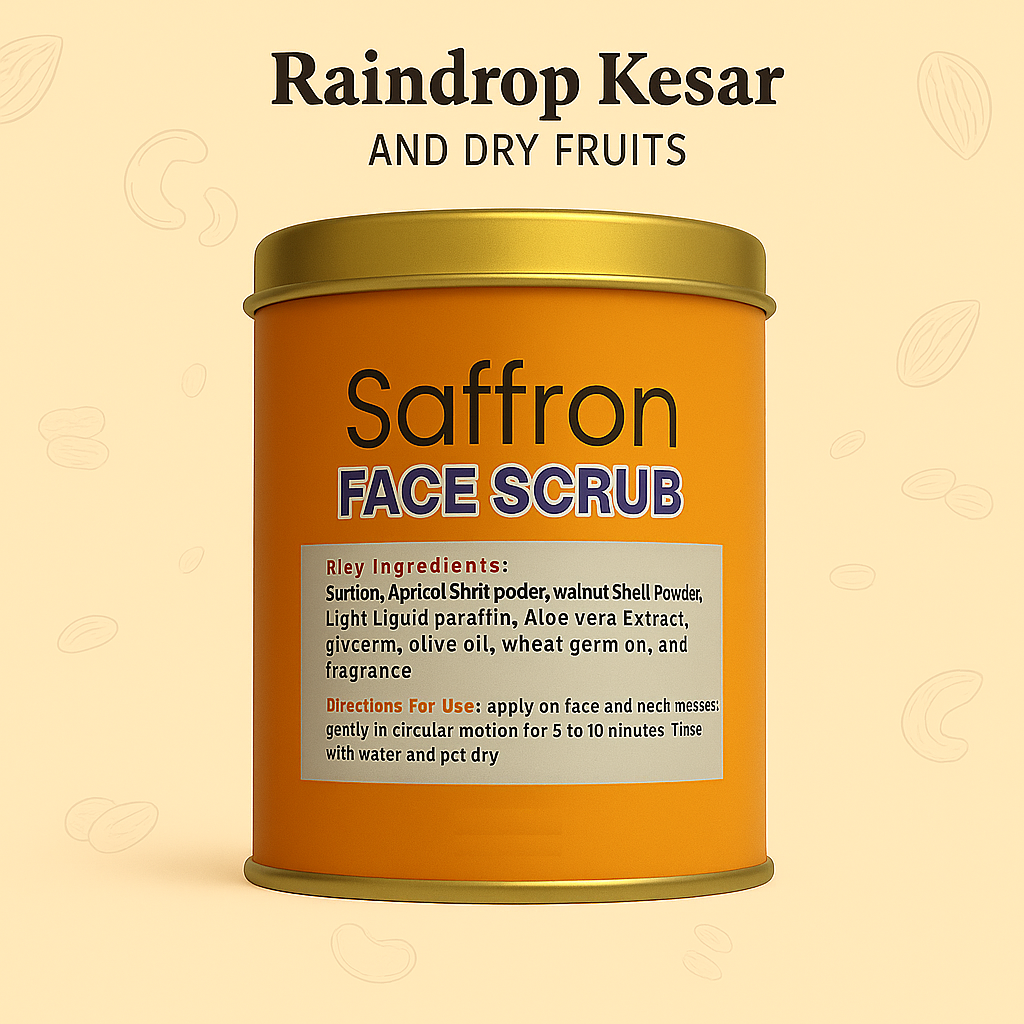 Raindrop Kesar
AND DRY FRUITS
Saffron
FACE SCRUB
Rley Ingredients:
Surtion, Apricol Shrit poder, walnut Shell Powder,
Light Liguid paraffin, Aloe vera Extract,
givcerm, olive oil, wheat germ on, and
fragrance
Directions For Use: apply on face and neck messes:
gently in circular motion for 5 to 10 ninutes Tinse
with water and pct dry